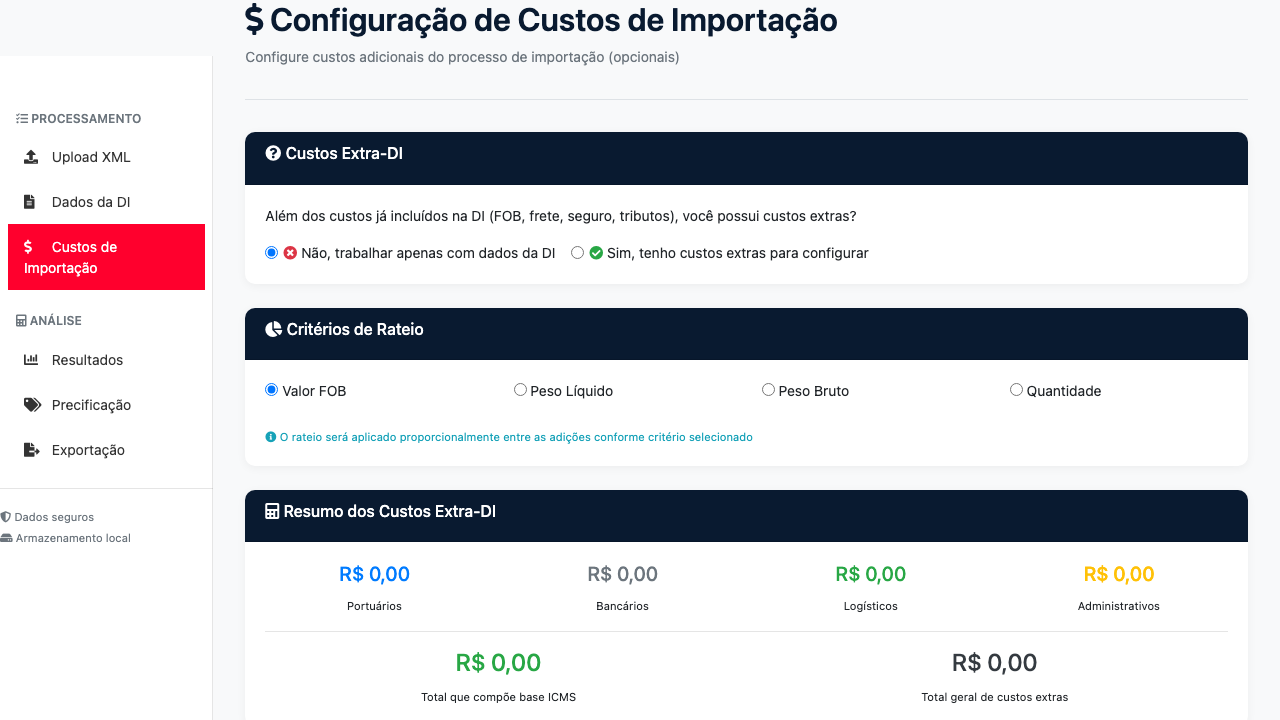 Configuração de Custos de Importação
Configure custos adicionais do processo de importação (opcionais)
PROCESSAMENTO
Upload XML
Dados da DI
Custos de
Importação
ANÁLISE
Resultados
Precificação
Exportação
Dados seguros
Armazenamento local
Custos Extra-DI
Além dos custos já incluídos na DI (FOB, frete, seguro, tributos), você possui custos extras?
Não, trabalhar apenas com dados da DI
Sim, tenho custos extras para configurar
Critérios de Rateio
Valor FOB
Peso Líquido
Peso Bruto
Quantidade
O rateio será aplicado proporcionalmente entre as adições conforme critério selecionado
Resumo dos Custos Extra-DI
R$ 0,00
Portuários
R$ 0,00
Bancários
R$ 0,00
Logísticos
R$ 0,00
Administrativos
R$ 0,00
Total que compõe base ICMS
R$ 0,00
Total geral de custos extras